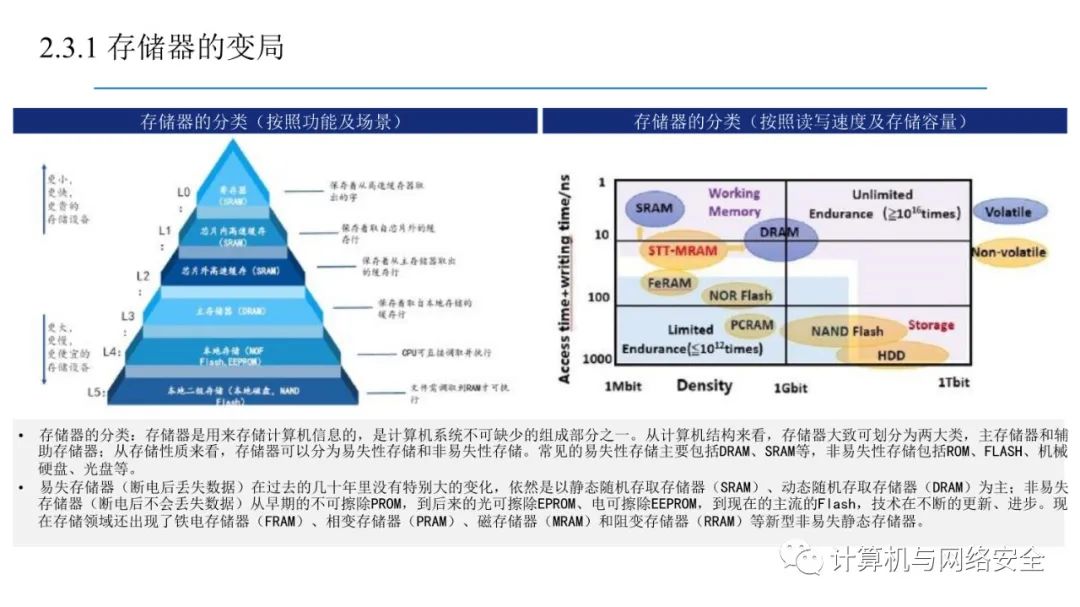 2.3.1 存储器的变局
存储器的分类（按照功能及场景）
更小，
更快，
更贵的
存储设备
更大，
更慢，
更便宜的
存储设备
L0
:
L1
:
L2
L3
:
L4:
L5:
寄存器
(SRAM)
芯片内高速缓存
(SRAM)
芯片外高速缓存 (SRAM)
主存储器 (DRAM)
本地存储 (NOF
Flash,EEPROM)
本地二级存储 (本地磁盘, NAND
Flash)
保存着从高速缓存器取
出的字
保存着取自芯片外的缓
存行
保存着从主存储器取出
的缓存行
保存着取自本地存储的
缓存行
CPU可直接调取并执行
文件需调取到RAM才可执
行
存储器的分类（按照读写速度及存储容量）
Access time+writing time/ns
1
10
100
1000
1Mbit
Density
1Gbit
1Tbit
SRAM
Working
Memory
Unlimited
Endurance (≧10¹⁶times)
DRAM
STT-MRAM
FeRAM
NOR Flash
PCRAM
Limited
Endurance(≦10¹²times)
NAND Flash
Storage
HDD
Volatile
Non-volatile
• 存储器的分类：存储器是用来存储计算机信息的，是计算机系统不可缺少的组成部分之一。从计算机结构来看，存储器大致可划分为两大类，主存储器和辅
助存储器；从存储性质来看，存储器可以分为易失性存储和非易失性存储。常见的易失性存储主要包括DRAM、SRAM等，非易失性存储包括ROM、FLASH、机械
硬盘、光盘等。
• 易失存储器（断电后丢失数据）在过去的几十年里没有特别大的变化，依然是以静态随机存取存储器（SRAM）、动态随机存取存储器（DRAM）为主；非易失
存储器（断电后不会丢失数据）从早期的不可擦除PROM，到后来的光可擦除EPROM、电可擦除EEPROM，到现在的主流的Flash，技术在不断的更新、进步。现
在存储领域还出现了铁电存储器（FRAM）、相变存储器（PRAM）、磁存储器（MRAM）和阻变存储器（RRAM）等新型非易失静态存储器。
计算机与网络安全